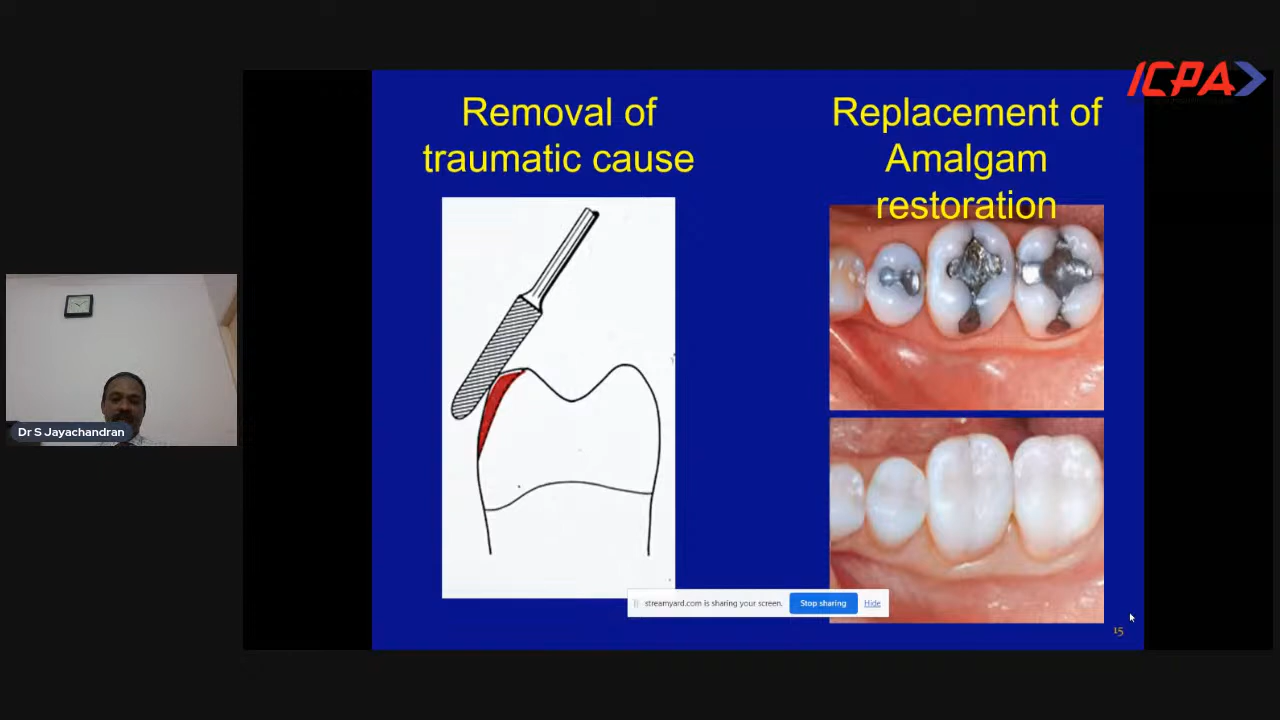 ICPA
Removal of
traumatic cause
Replacement of
Amalgam
restoration
Dr S Jayachandran
streamyard.com is sharing your screen.
Stop sharing
Hide
15